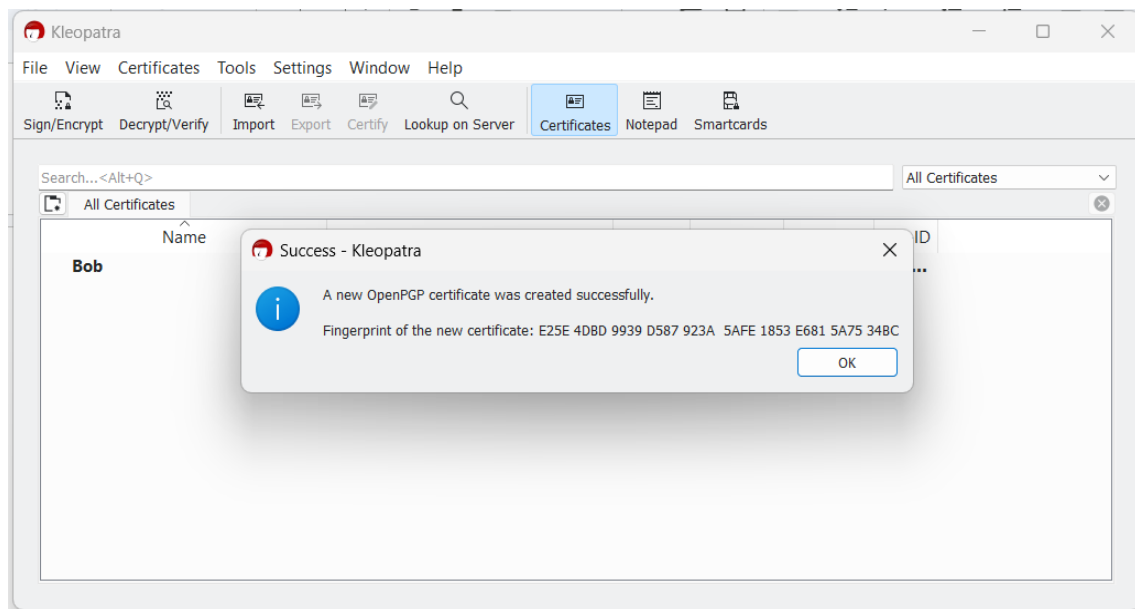 Kleopatra
File View Certificates Tools Settings Window Help
Sign/Encrypt Decrypt/Verify Import Export Certify Lookup on Server Certificates Notepad Smartcards
Search...<Alt+Q> All Certificates
All Certificates
Name ID
Bob ...
Success - Kleopatra
A new OpenPGP certificate was created successfully.
Fingerprint of the new certificate: E25E 4DBD 9939 D587 923A  5AFE 1853 E681 5A75 34BC
OK